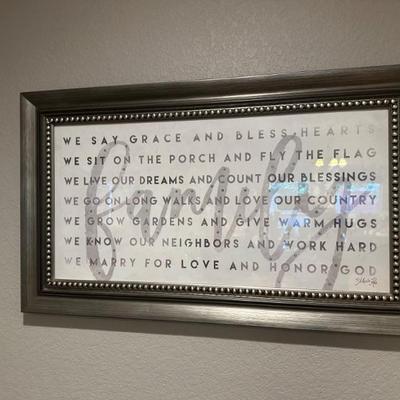 WE SAY GRACE AND BLESS HEARTS
WE SIT ON THE PORCH AND FLY THE FLAG
WE LIVE OUR DREAMS AND COUNT OUR BLESSINGS
WE GO ON LONG WALKS AND LOVE OUR COUNTRY
WE GROW GARDENS AND GIVE WARM HUGS
WE KNOW OUR NEIGHBORS AND WORK HARD
WE MARRY FOR LOVE AND HONOR GOD
family